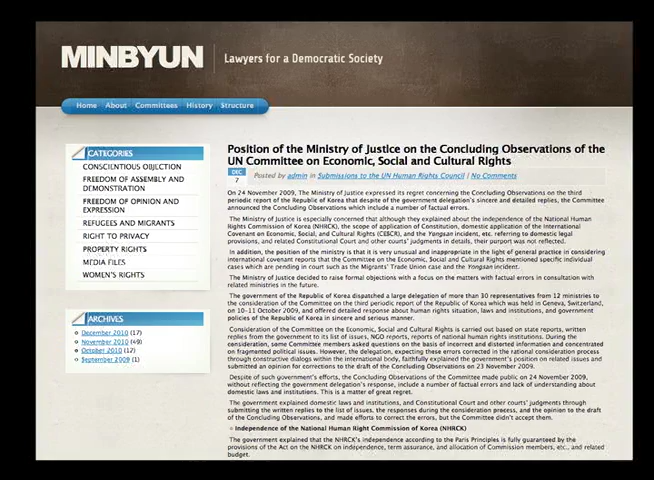 MINBYUN
Lawyers for a Democratic Society
Home About Committees History Structure
CATEGORIES
CONSCIENTIOUS OBJECTION
FREEDOM OF ASSEMBLY AND
DEMONSTRATION
FREEDOM OF OPINION AND
EXPRESSION
REFUGEES AND MIGRANTS
RIGHT TO PRIVACY
PROPERTY RIGHTS
MEDIA FILES
WOMEN'S RIGHTS
ARCHIVES
December 2010 (17)
November 2010 (49)
October 2010 (12)
September 2009 (1)
Position of the Ministry of Justice on the Concluding Observations of the
UN Committee on Economic, Social and Cultural Rights
DEC
7
Posted by admin in Submissions to the UN Human Rights Council | No Comments
On 24 November 2009, The Ministry of Justice expressed its regret concerning the Concluding Observations on the third
periodic report of the Republic of Korea which despite of the government delegation's sincere and detailed replies, the Committee
announced the Concluding Observations which include a number of factual errors.
The Ministry of Justice is especially concerned that although they explained about the independence of the National Human
Rights Commission of Korea (NHRCK), the scope of application of Constitution, domestic application of the International
Covenant on Economic, Social, and Cultural Rights (CESCR), and the Yongsan incident, etc. referring to domestic legal
provisions, and related Constitutional Court and other courts' judgments in details, their purport was not reflected.
In addition, the position of the ministry is that it is very unusual and inappropriate in the light of general practice in considering
international covenant reports that the Committee on the Economic, Social and Cultural Rights mentioned specific individual
cases which are pending in court such as the Migrants' Trade Union case and the Yongsan incident.
The Ministry of Justice decided to raise formal objections with a focus on the matters with factual errors in consultation with
related ministries in the future.
The government of the Republic of Korea dispatched a large delegation of more than 30 representatives from 12 ministries to
the consideration of the Committee on the third periodic report of the Republic of Korea which was held in Geneva, Switzerland,
on 10-11 October 2009, and offered detailed response about human rights situation, laws and institutions, and government
policies of the Republic of Korea in sincere and serious manner.
Consideration of the Committee on the Economic, Social and Cultural Rights is carried out based on state reports, written
replies from the government to its list of issues, NGO reports, reports of national human rights institutions. During the
consideration, some Committee members asked questions on the basis of incorrect and distorted information and concentrated
on fragmented political issues. However, the delegation, expecting these errors corrected in the national consideration process
through constructive dialogs within the international body, faithfully explained the government's position on related issues and
submitted an opinion for corrections to the draft of the Concluding Observations on 23 November 2009.
Despite of such government's efforts, the Concluding Observations of the Committee made public on 24 November 2009,
without reflecting the government delegation's response, include a number of factual errors and lack of understanding about
domestic laws and institutions. This is a matter of great regret.
The government explained domestic laws and institutions, and Constitutional Court and other courts' judgments through
submitting the written replies to the list of issues, the responses during the consideration process, and the opinion to the draft
of the Concluding Observations, and made efforts to correct the errors, but the Committee didn't accept them.
Independence of the National Human Right Commission of Korea (NHRCK)
The government explained that the NHRCK's independence according to the Paris Principles is fully guaranteed by the
provisions of the Act on the NHRCK on independence, term assurance, and allocation of Commission members, etc., and related
budget.